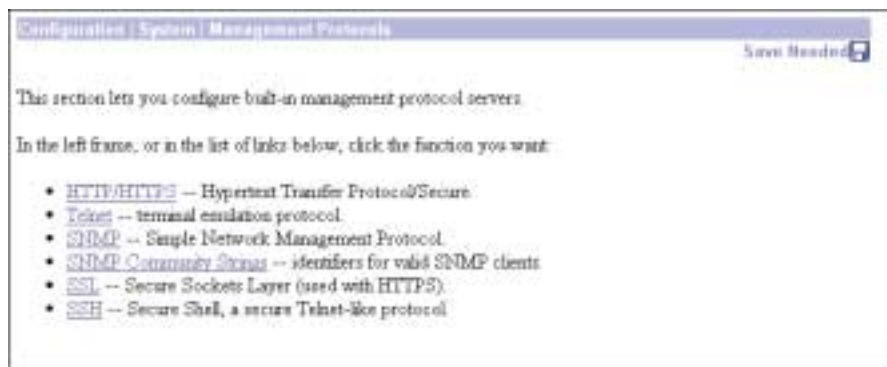 Configuration | System | Management Protocols
Save Needed
This section lets you configure built-in management protocol servers.
In the left frame, or in the list of links below, click the function you want:
• HTTP/HTTPS -- Hypertext Transfer Protocol/Secure.
• Telnet -- terminal emulation protocol.
• SNMP -- Simple Network Management Protocol.
• SNMP Community Strings -- identifiers for valid SNMP clients.
• SSL -- Secure Sockets Layer (used with HTTPS).
• SSH -- Secure Shell, a secure Telnet-like protocol.